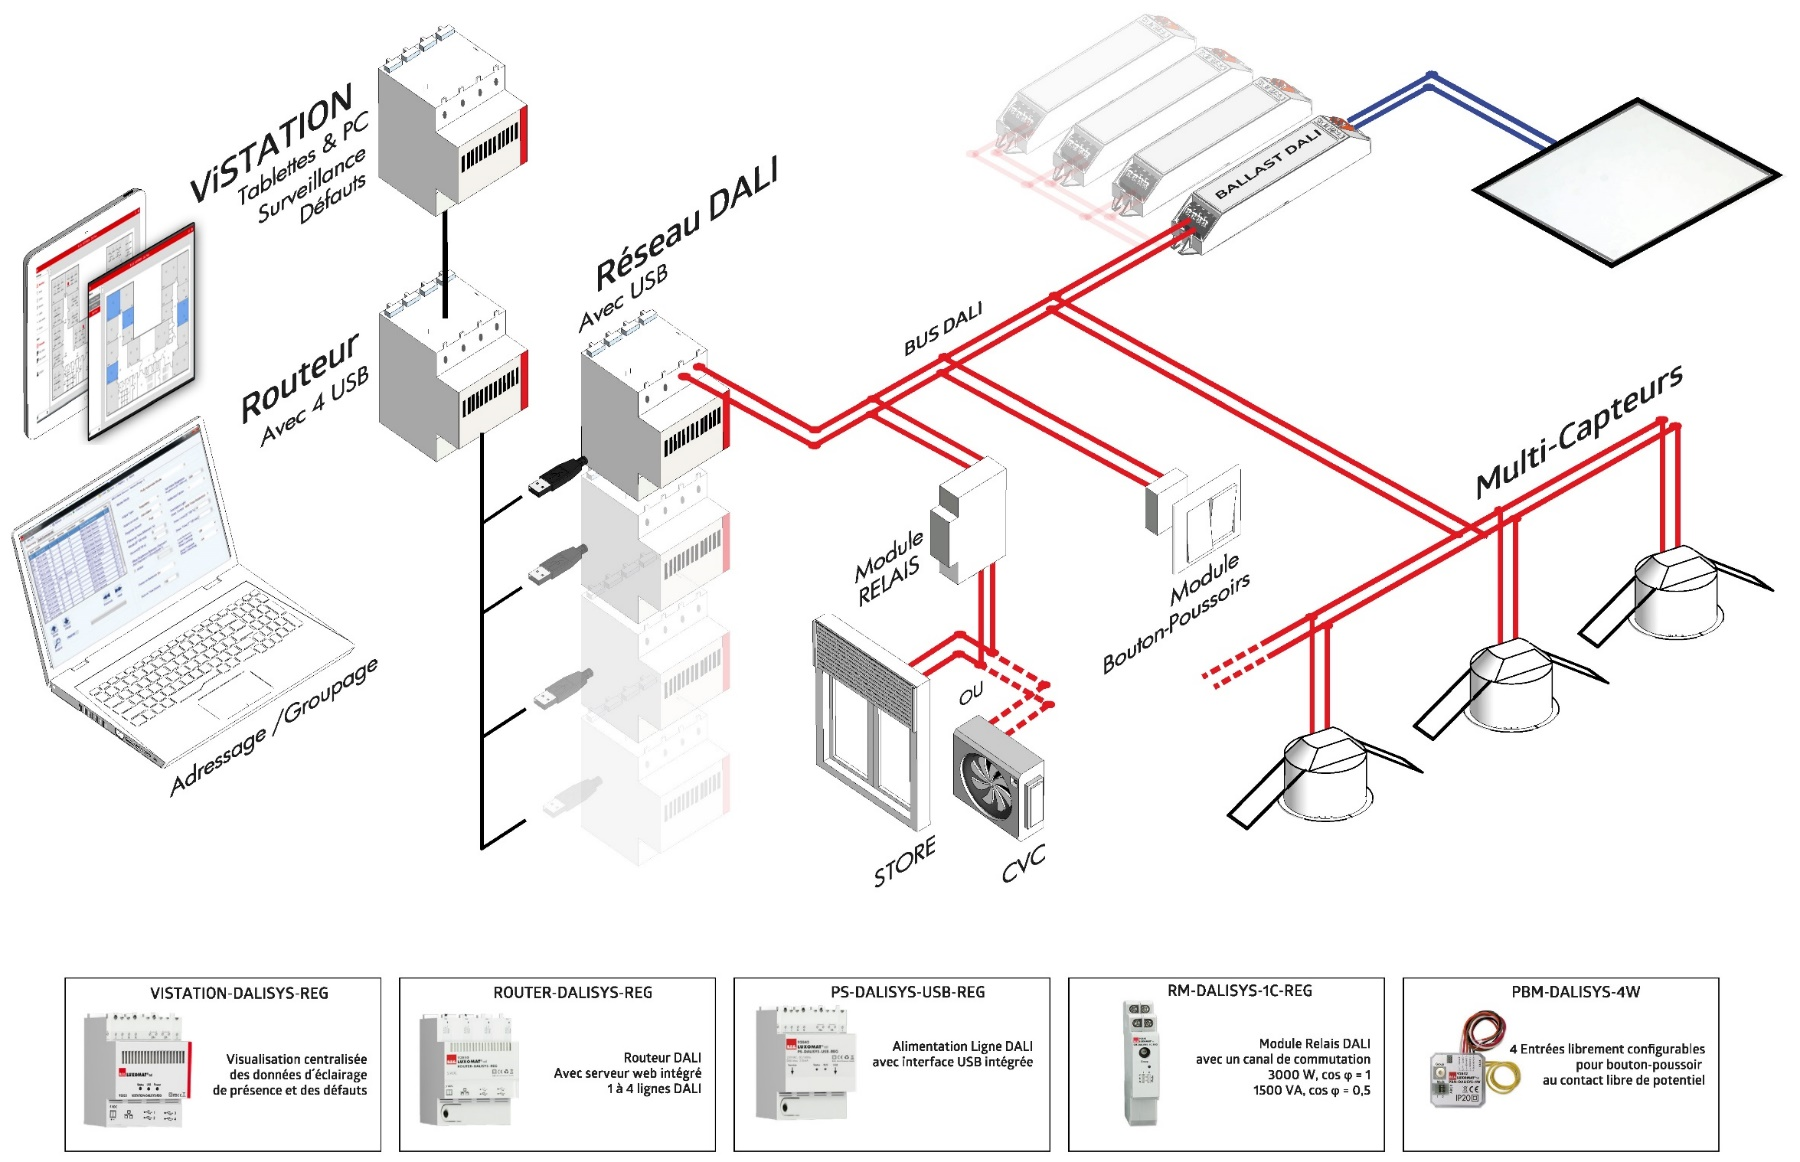 ViSTATION
Tablettes & PC
Surveillance
Défauts
Routeur
Avec 4 USB
Réseau DALI
Avec USB
BUS DALI
BALLAST DALI
Multi-Capteurs
Module
RELAIS
Module
Bouton-Poussoirs
OU
STORE
CVC
Adressage /Groupage
VISTATION-DALISYS-REG
Visualisation centralisée
des données d´éclairage
de présence et des défauts
LUXOMAT
ROUTER-DALISYS-REG
Routeur DALI
Avec serveur web intégré
1 à 4 lignes DALI
LUXOMAT
PS-DALISYS-USB-REG
Alimentation Ligne DALI
avec interface USB intégrée
LUXOMAT
RM-DALISYS-1C-REG
Module Relais DALI
avec un canal de commutation
3000 W, cos φ = 1
1500 VA, cos φ = 0,5
PBM-DALISYS-4W
4 Entrées librement configurables
pour bouton-poussoir
au contact libre de potentiel
IP20